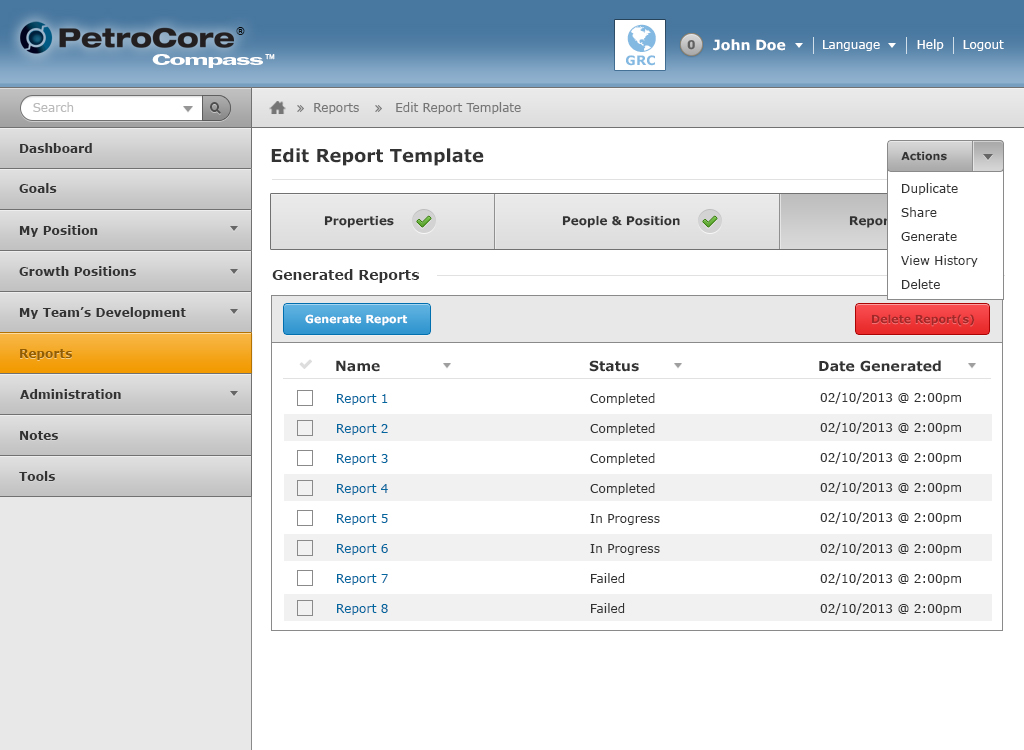 PetroCore®
Compass™
GRC
0 John Doe Language Help Logout
Search
» Reports » Edit Report Template
Dashboard
Goals
My Position
Growth Positions
My Team’s Development
Reports
Administration
Notes
Tools
Edit Report Template
Actions
Duplicate
Share
Generate
View History
Delete
Properties People & Position
Generated Reports
Generate Report Delete Report(s)
Name Status Date Generated
Report 1 Completed 02/10/2013 @ 2:00pm
Report 2 Completed 02/10/2013 @ 2:00pm
Report 3 Completed 02/10/2013 @ 2:00pm
Report 4 Completed 02/10/2013 @ 2:00pm
Report 5 In Progress 02/10/2013 @ 2:00pm
Report 6 In Progress 02/10/2013 @ 2:00pm
Report 7 Failed 02/10/2013 @ 2:00pm
Report 8 Failed 02/10/2013 @ 2:00pm